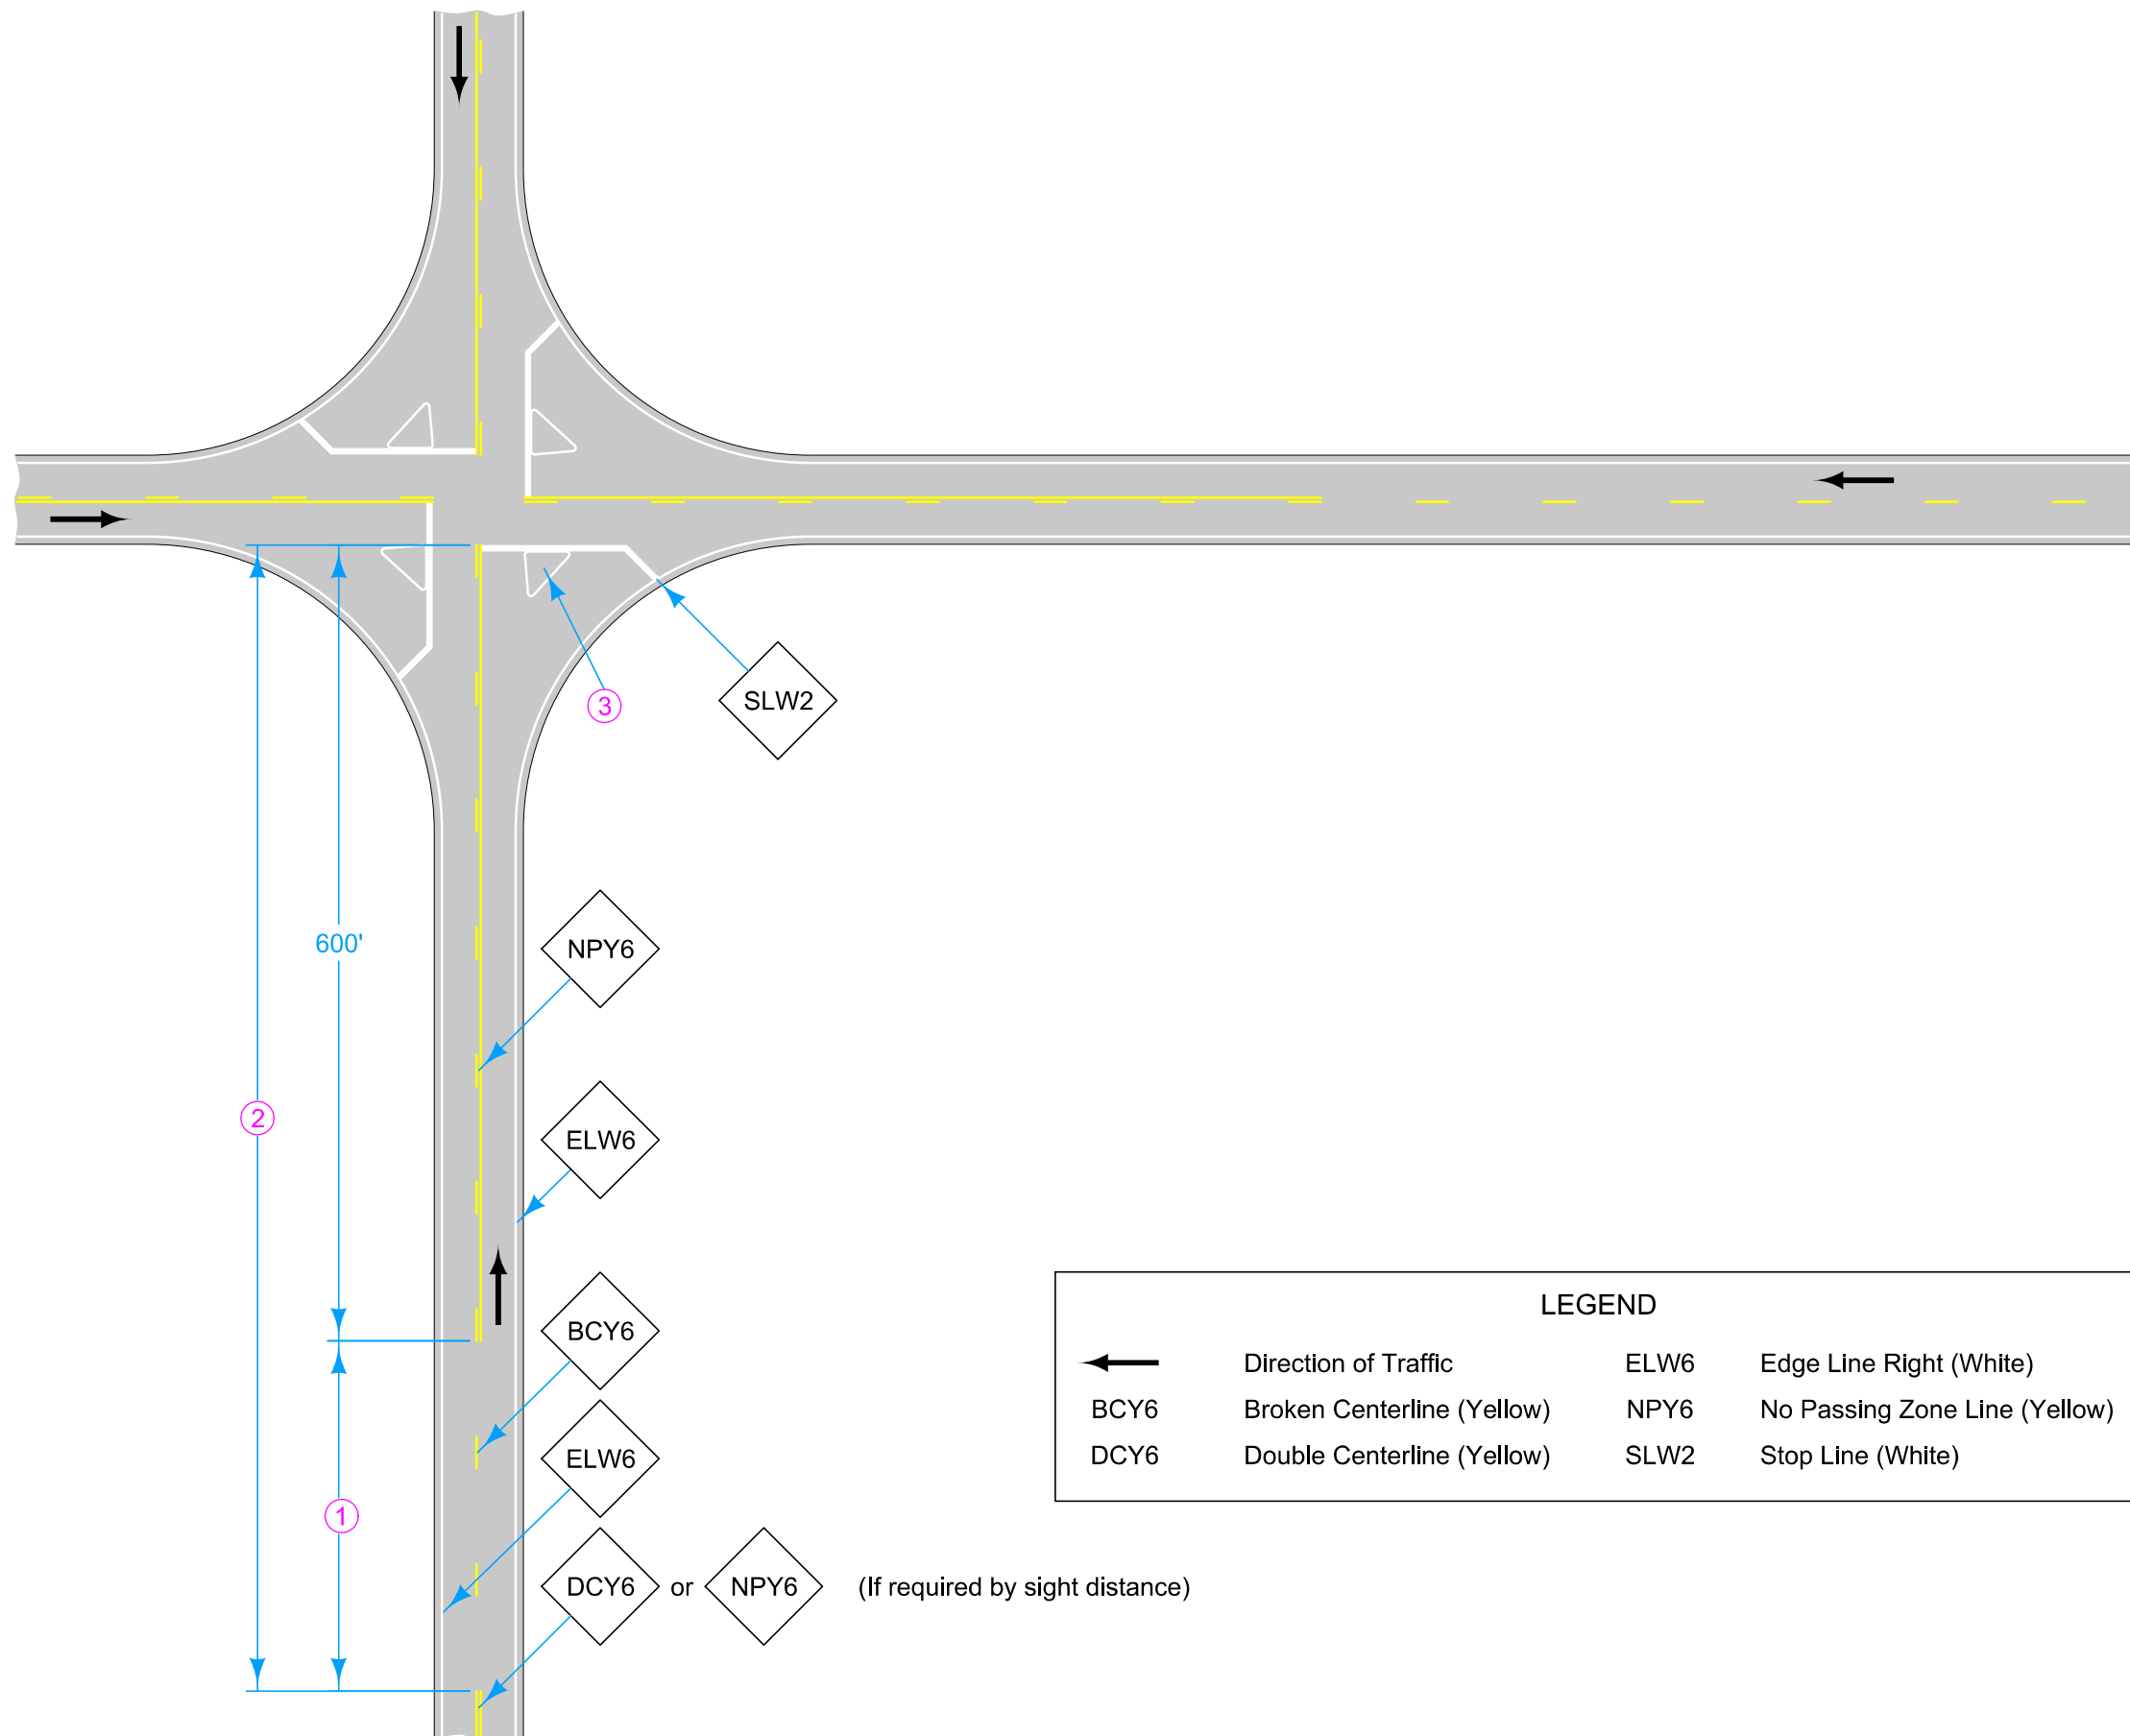 3
SLW2
600'
NPY6
2
ELW6
BCY6
ELW6
1
DCY6 or NPY6 (If required by sight distance)
LEGEND
Direction of Traffic ELW6 Edge Line Right (White)
BCY6 Broken Centerline (Yellow) NPY6 No Passing Zone Line (Yellow)
DCY6 Double Centerline (Yellow) SLW2 Stop Line (White)